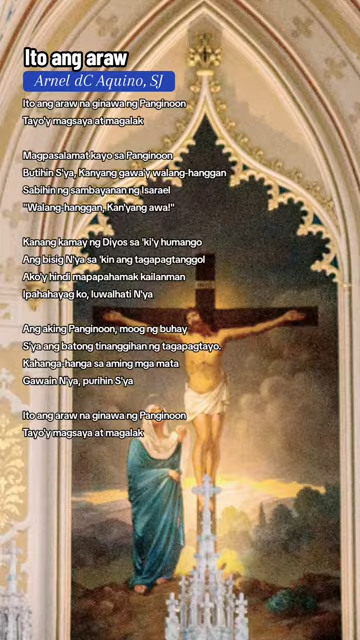 Ito ang araw
Arnel dC Aquino, SJ
Ito ang araw na ginawa ng Panginoon
Tayo'y magsaya at magalak
Magpasalamat kayo sa Panginoon
Butihin S'ya, Kanyang gawa'y walang-hanggan
Sabihin ng sambayanan ng Isarael
"Walang-hanggan, Kan'yang awa!"
Kanang kamay ng Diyos sa 'ki'y humango
Ang bisig N'ya sa 'kin ang tagapagtanggol
Ako'y hindi mapapahamak kailanman
Ipahahayag ko, luwalhati N'ya
Ang aking Panginoon, moog ng buhay
S'ya ang batong tinanggihan ng tagapagtayo.
Kahanga-hanga sa aming mga mata
Gawain N'ya, purihin S'ya
Ito ang araw na ginawa ng Panginoon
Tayo'y magsaya at magalak